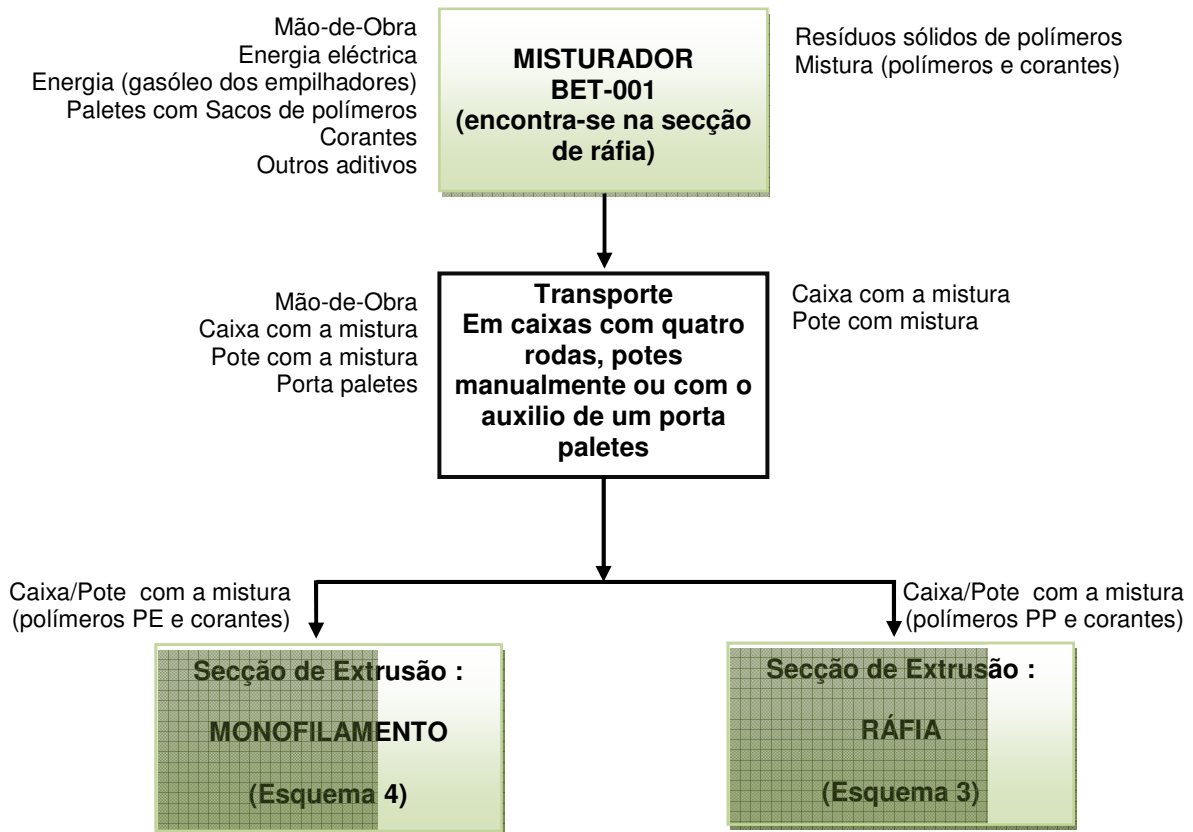 Mão-de-Obra
Energia eléctrica
Energia (gasóleo dos empilhadores)
Paletes com Sacos de polímeros
Corantes
Outros aditivos
MISTURADOR
BET-001
(encontra-se na secção
de ráfia)
Resíduos sólidos de polímeros
Mistura (polímeros e corantes)
Mão-de-Obra
Caixa com a mistura
Pote com a mistura
Porta paletes
Transporte
Em caixas com quatro
rodas, potes
manualmente ou com o
auxilio de um porta
paletes
Caixa com a mistura
Pote com mistura
Caixa/Pote com a mistura
(polímeros PE e corantes)
Caixa/Pote com a mistura
(polímeros PP e corantes)
Secção de Extrusão :
MONOFILAMENTO
(Esquema 4)
Secção de Extrusão :
RÁFIA
(Esquema 3)